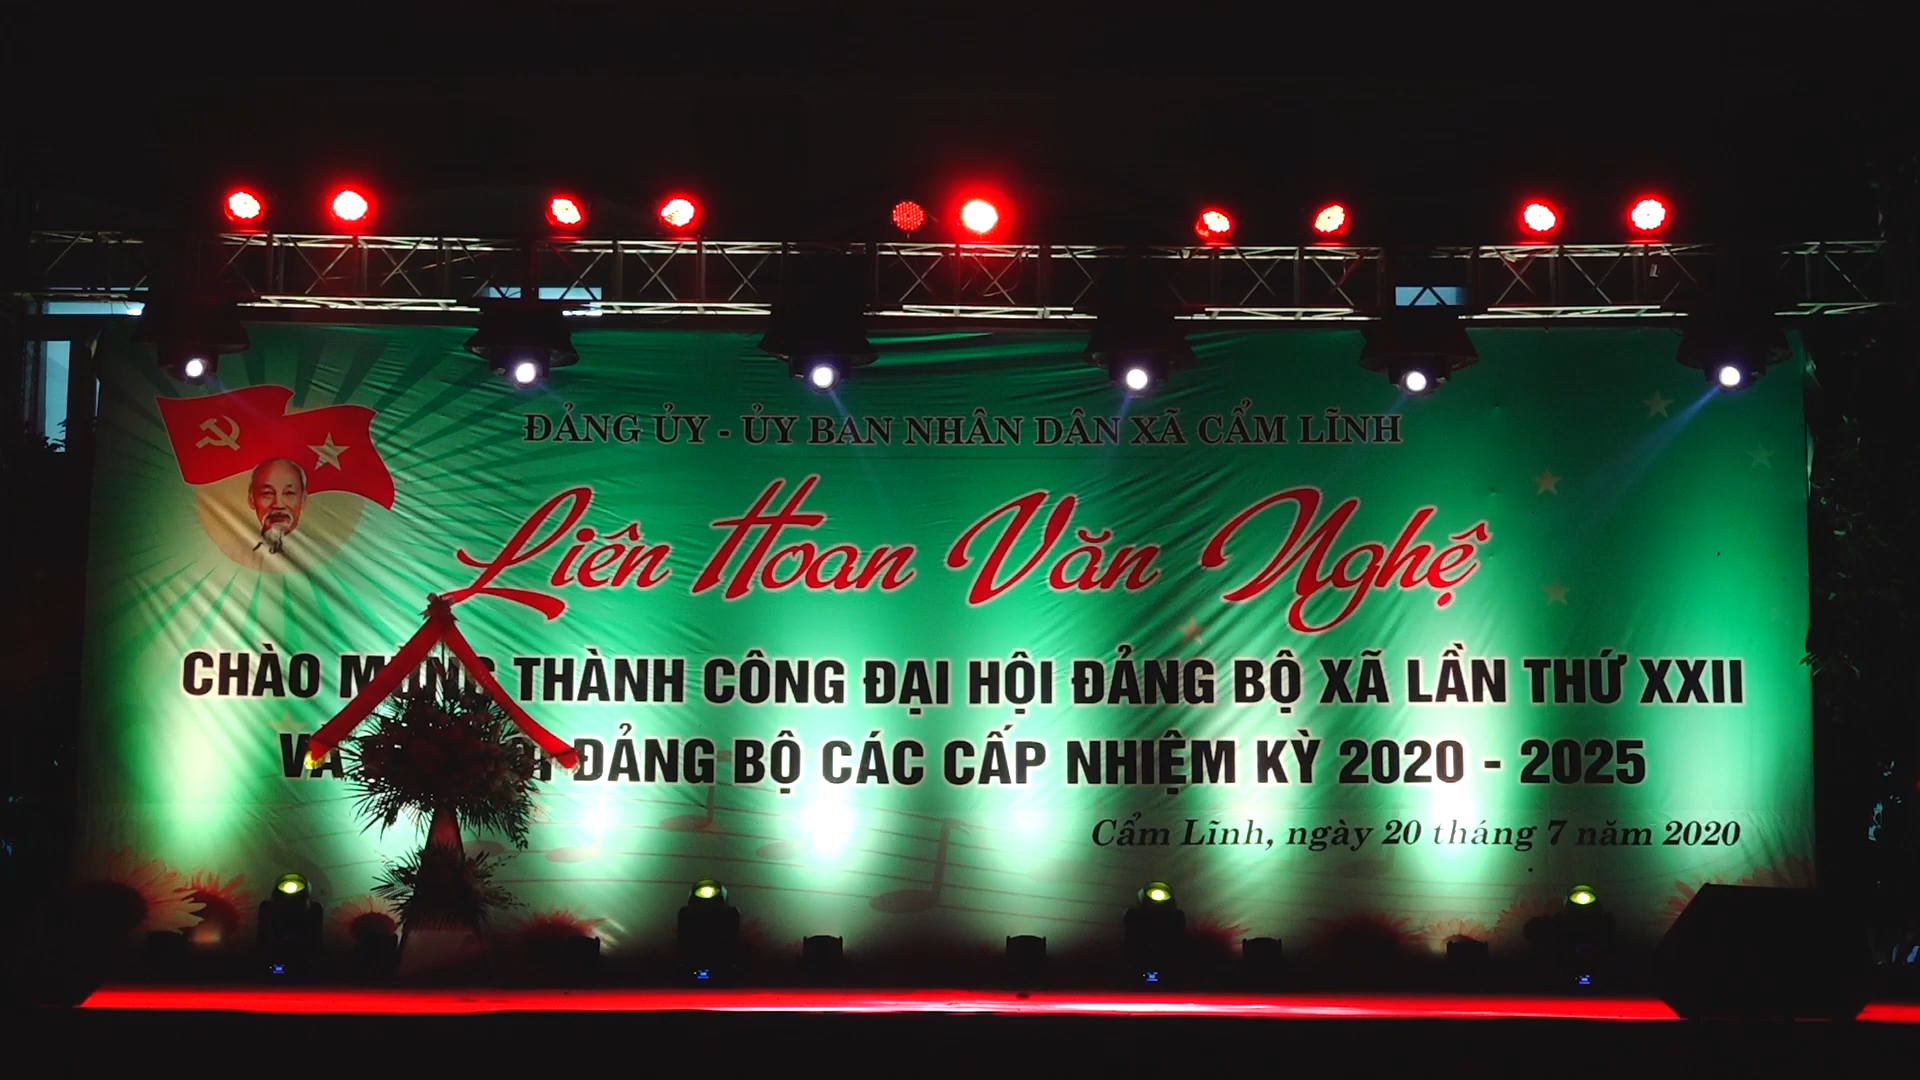 ĐẢNG ỦY - ỦY BAN NHÂN DÂN XÃ CẨM LĨNH
Liên Hoan Văn Nghệ
CHÀO MỪNG THÀNH CÔNG ĐẠI HỘI ĐẢNG BỘ XÃ LẦN THỨ XXII
ĐẢNG BỘ CÁC CẤP NHIỆM KỲ 2020 - 2025
Cẩm Lĩnh, ngày 20 tháng 7 năm 2020